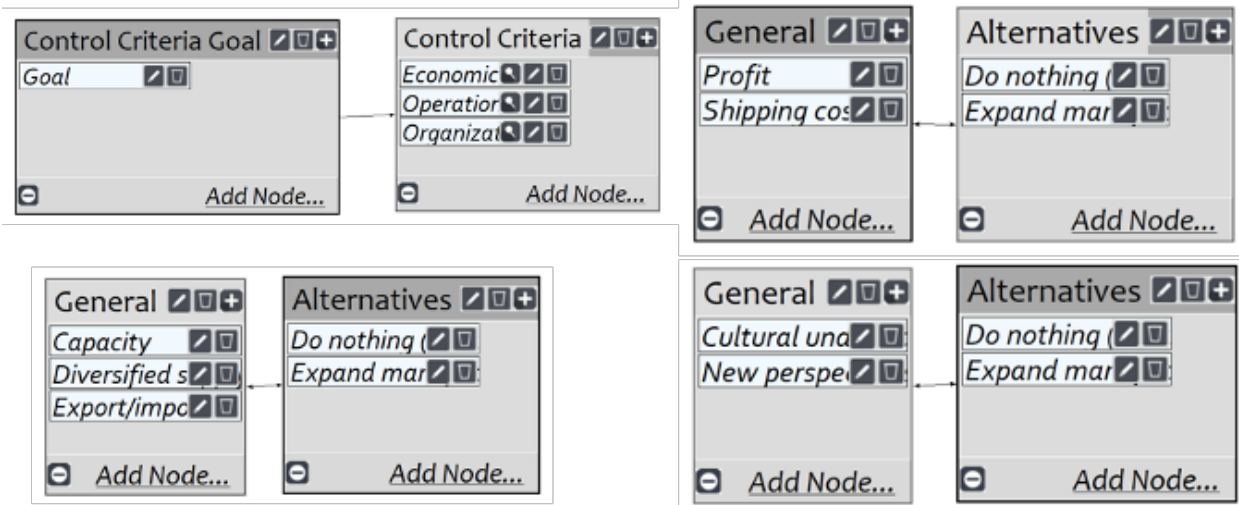 Control Criteria Goal
Goal
Add Node...
Control Criteria
Economic
Operation
Organizat
Add Node...
General
Profit
Shipping cos
Add Node...
Alternatives
Do nothing (
Expand mar
Add Node...
General
Capacity
Diversified s
Export/impo
Add Node...
Alternatives
Do nothing (
Expand mar
Add Node...
General
Cultural und
New perspe
Add Node...
Alternatives
Do nothing (
Expand mar
Add Node...